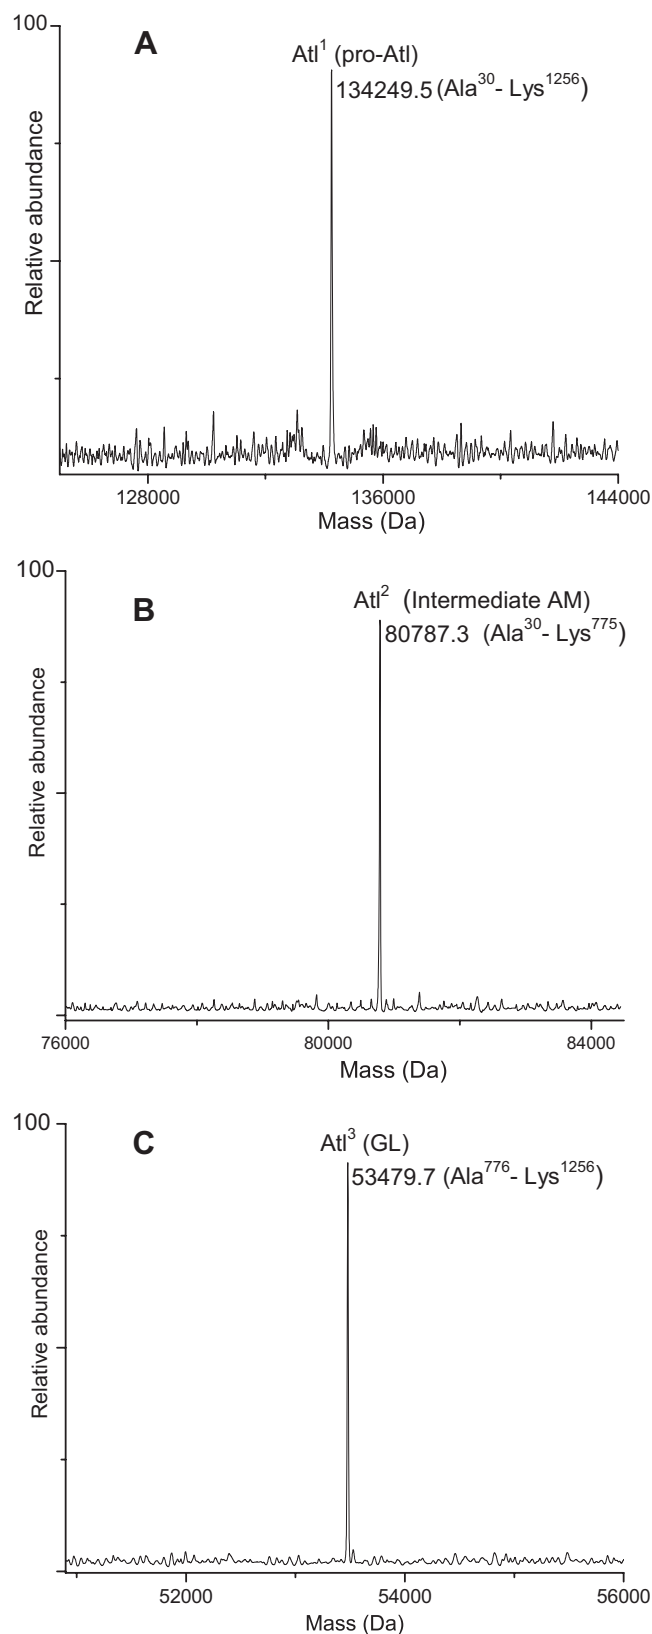 100
A
Atl¹ (pro-Atl)
134249.5 (Ala³⁰- Lys¹²⁵⁶)
Relative abundance
128000 136000 144000
Mass (Da)
100
B
Atl² (Intermediate AM)
80787.3 (Ala³⁰- Lys⁷⁷⁵)
Relative abundance
76000 80000 84000
Mass (Da)
100
C
Atl³ (GL)
53479.7 (Ala⁷⁷⁶- Lys¹²⁵⁶)
Relative abundance
52000 54000 56000
Mass (Da)